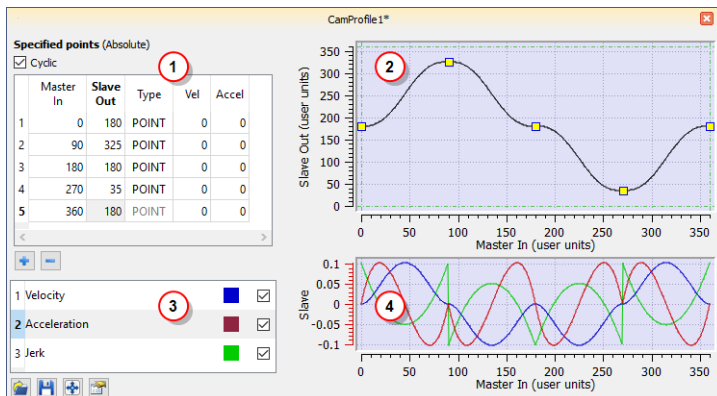 CamProfile1*
Specified points (Absolute)
Cyclic
1
Master In Slave Out Type Vel Accel
1 0 180 POINT 0 0
2 90 325 POINT 0 0
3 180 180 POINT 0 0
4 270 35 POINT 0 0
5 360 180 POINT 0 0
2
Slave Out (user units)
350
300
250
200
150
100
50
0
0 50 100 150 200 250 300 350
Master In (user units)
3
1 Velocity
2 Acceleration
3 Jerk
4
Slave
0.1
0.05
0
-0.05
-0.1
0 50 100 150 200 250 300 350
Master In (user units)